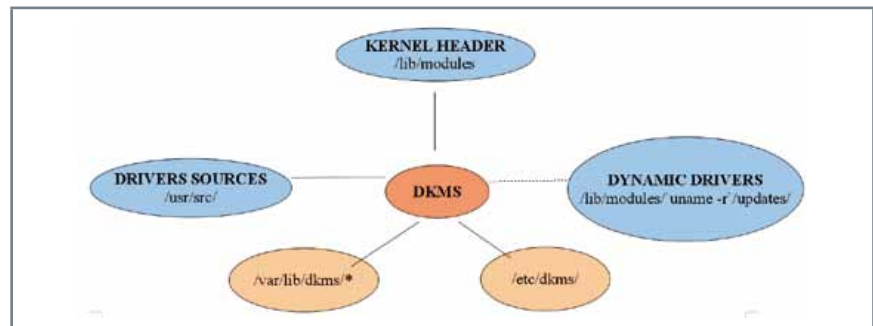 KERNEL HEADER
/lib/modules
DRIVERS SOURCES
/usr/src/
DKMS
DYNAMIC DRIVERS
/lib/modules/`uname -r`/updates/
/var/lib/dkms/*
/etc/dkms/